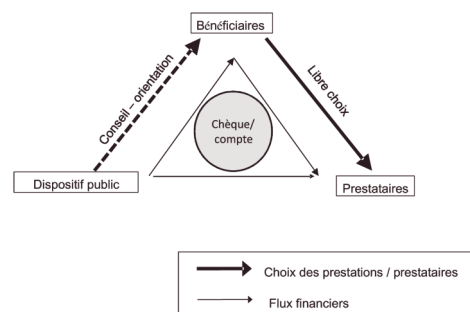 Bénéficiaires
Conseil – orientation
Libre choix
Chèque/
compte
Dispositif public
Prestataires
Choix des prestations / prestataires
Flux financiers